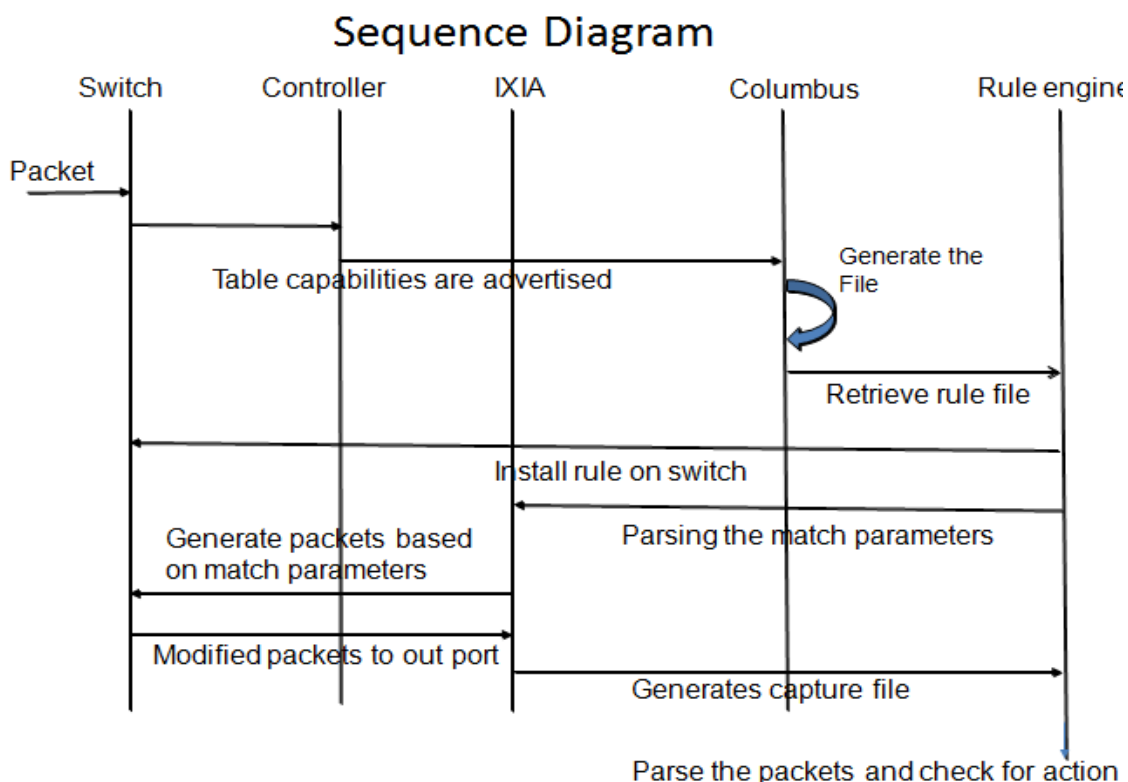 Sequence Diagram
Switch
Controller
IXIA
Columbus
Rule engine
Packet
Table capabilities are advertised
Generate the
File
Retrieve rule file
Install rule on switch
Parsing the match parameters
Generate packets based
on match parameters
Modified packets to out port
Generates capture file
Parse the packets and check for action